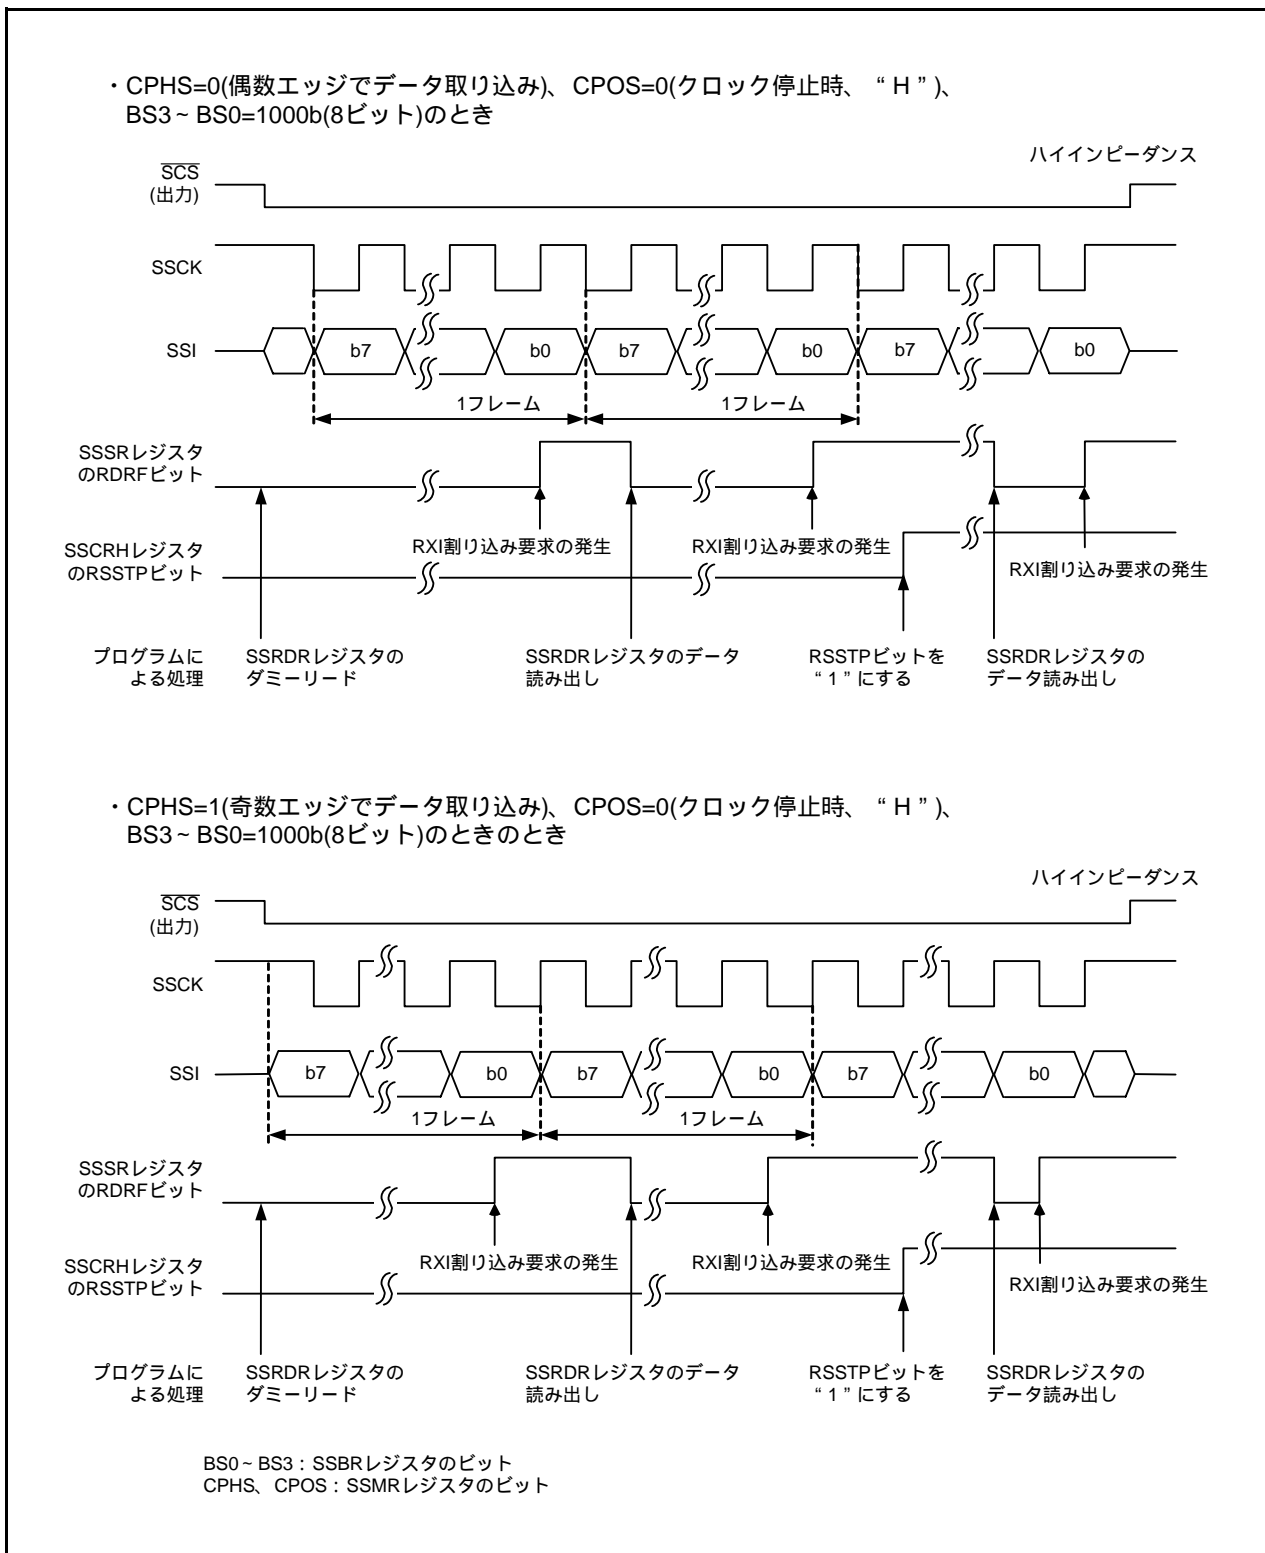 ・CPHS=0(偶数エッジでデータ取り込み)、CPOS=0(クロック停止時、“H”)、
BS3~BS0=1000b(8ビット)のとき
ハイインピーダンス
SCS
(出力)
SSCK
SSI
b7
b0
b7
b0
b7
b0
1フレーム
1フレーム
SSSRレジスタ
のRDRFビット
RXI割り込み要求の発生
RXI割り込み要求の発生
RXI割り込み要求の発生
SSCRHレジスタ
のRSSTPビット
プログラムに
よる処理
SSRDRレジスタの
ダミーリード
SSRDRレジスタのデータ
読み出し
RSSTPビットを
“1”にする
SSRDRレジスタの
データ読み出し
・CPHS=1(奇数エッジでデータ取り込み)、CPOS=0(クロック停止時、“H”)、
BS3~BS0=1000b(8ビット)のときのとき
ハイインピーダンス
SCS
(出力)
SSCK
SSI
b7
b0
b7
b0
b7
b0
1フレーム
1フレーム
SSSRレジスタ
のRDRFビット
RXI割り込み要求の発生
RXI割り込み要求の発生
RXI割り込み要求の発生
SSCRHレジスタ
のRSSTPビット
プログラムに
よる処理
SSRDRレジスタの
ダミーリード
SSRDRレジスタのデータ
読み出し
RSSTPビットを
“1”にする
SSRDRレジスタの
データ読み出し
BS0~BS3:SSBRレジスタのビット
CPHS、CPOS:SSMRレジスタのビット